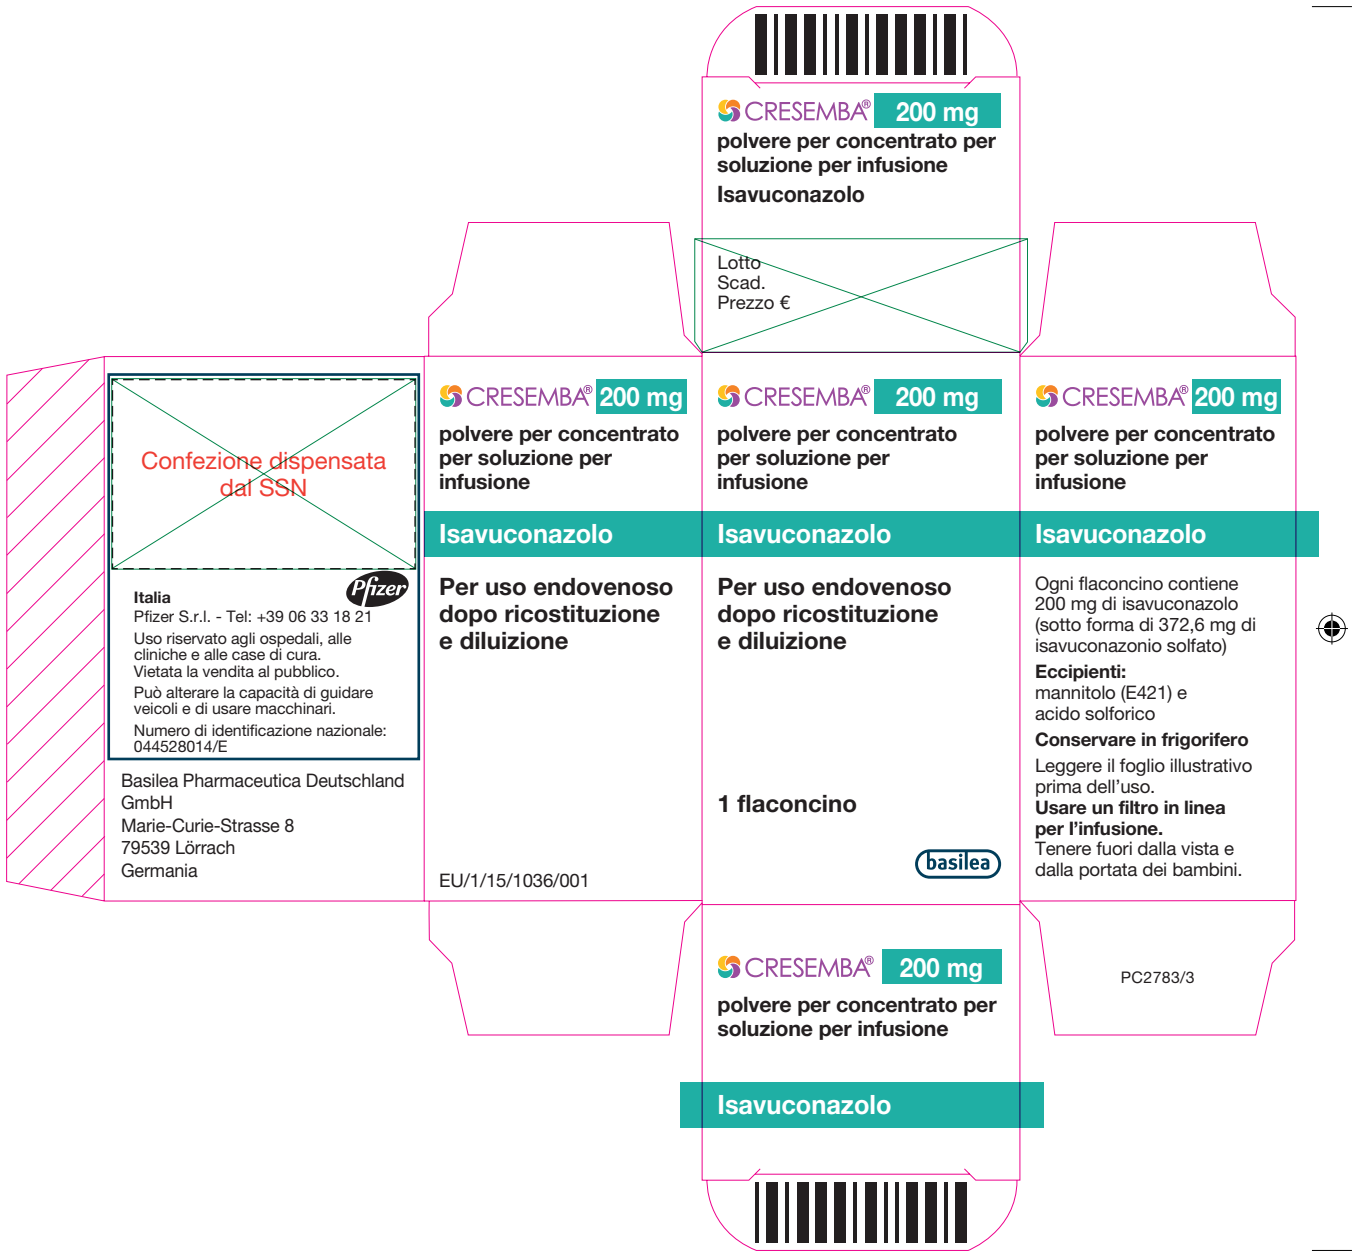 CRESEMBA® 200 mg
polvere per concentrato per
soluzione per infusione
Isavuconazolo
Lotto
Scad.
Prezzo €
Confezione dispensata
dal SSN
Pfizer
Italia
Pfizer S.r.l. - Tel: +39 06 33 18 21
Uso riservato agli ospedali, alle
cliniche e alle case di cura.
Vietata la vendita al pubblico.
Può alterare la capacità di guidare
veicoli e di usare macchinari.
Numero di identificazione nazionale:
044528014/E
Basilea Pharmaceutica Deutschland
GmbH
Marie-Curie-Strasse 8
79539 Lörrach
Germania
CRESEMBA® 200 mg
polvere per concentrato
per soluzione per
infusione
Isavuconazolo
Per uso endovenoso
dopo ricostituzione
e diluizione
EU/1/15/1036/001
CRESEMBA® 200 mg
polvere per concentrato
per soluzione per
infusione
Isavuconazolo
Per uso endovenoso
dopo ricostituzione
e diluizione
1 flaconcino
basilea
CRESEMBA® 200 mg
polvere per concentrato
per soluzione per
infusione
Isavuconazolo
Ogni flaconcino contiene
200 mg di isavuconazolo
(sotto forma di 372,6 mg di
isavuconazonio solfato)
Eccipienti:
mannitolo (E421) e
acido solforico
Conservare in frigorifero
Leggere il foglio illustrativo
prima dell'uso.
Usare un filtro in linea
per l'infusione.
Tenere fuori dalla vista e
dalla portata dei bambini.
CRESEMBA® 200 mg
polvere per concentrato per
soluzione per infusione
Isavuconazolo
PC2783/3